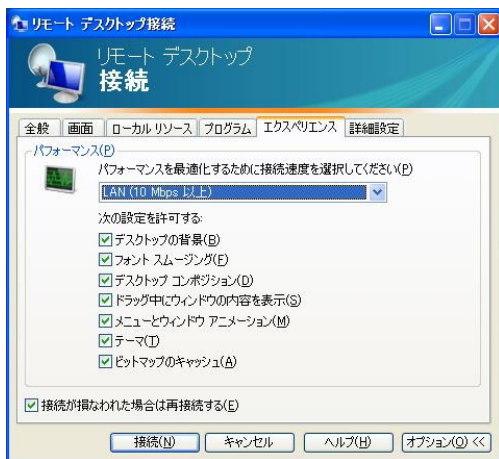 リモート デスクトップ接続
リモート デスクトップ
接続
全般 画面 ローカル リソース プログラム エクスペリエンス 詳細設定
パフォーマンス(P)
パフォーマンスを最適化するために接続速度を選択してください(P)
LAN (10 Mbps 以上)
次の設定を許可する:
デスクトップの背景(B)
フォント スムージング(F)
デスクトップ コンポジション(D)
ドラッグ中にウィンドウの内容を表示(S)
メニューとウィンドウ アニメーション(M)
テーマ(T)
ビットマップのキャッシュ(A)
接続が損なわれた場合は再接続する(E)
接続(N) キャンセル ヘルプ(H) オプション(O) <<